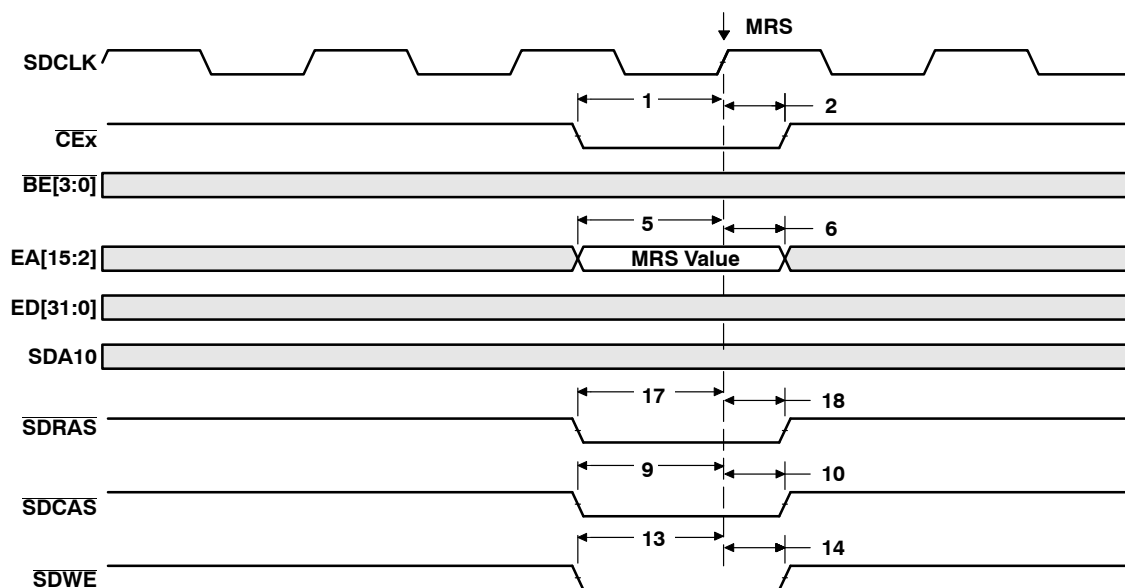 MRS
SDCLK
1
2
CEx
BE[3:0]
5
6
EA[15:2]
MRS Value
ED[31:0]
SDA10
17
18
SDRAS
9
10
SDCAS
13
14
SDWE